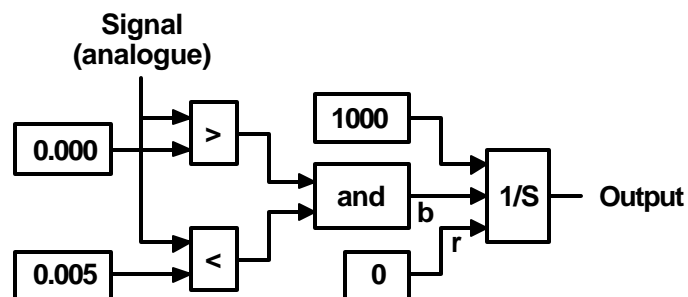 Signal
(analogue)
1000
>
0.000
and
1/S
Output
b
r
<
0.005
0